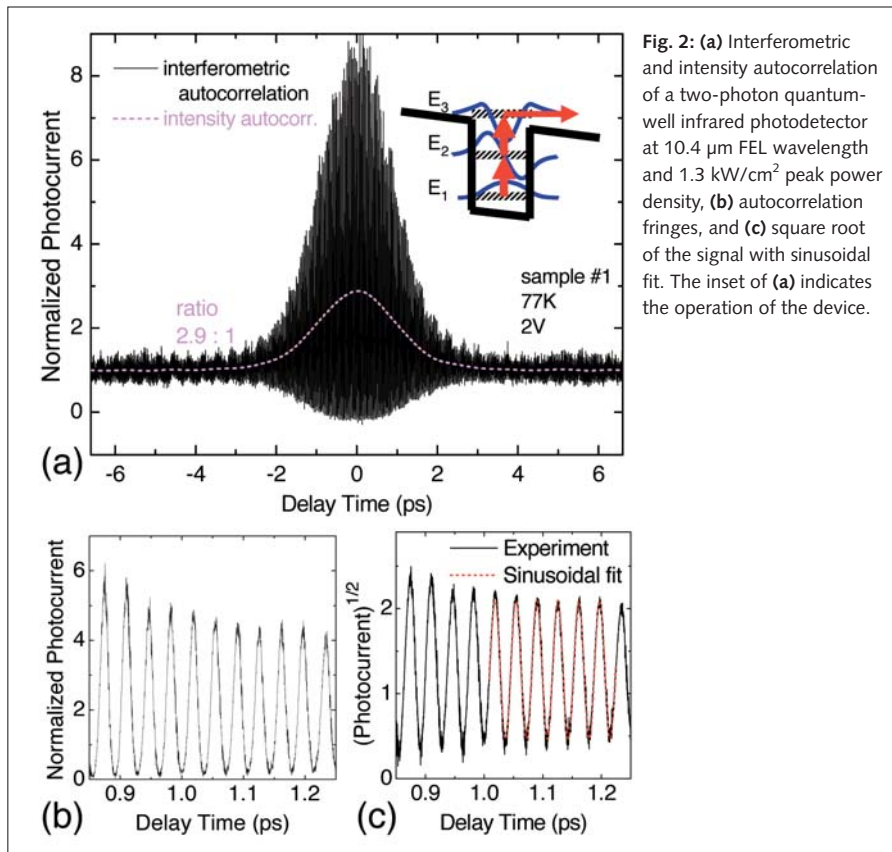 interferometric
autocorrelation
intensity autocorr.
E3
E2
E1
ratio
2.9 : 1
sample #1
77K
2V
8
6
4
2
0
Normalized Photocurrent
-6 -4 -2 0 2 4 6
Delay Time (ps)
(a)
Fig. 2: (a) Interferometric
and intensity autocorrelation
of a two-photon quantum-
well infrared photodetector
at 10.4 µm FEL wavelength
and 1.3 kW/cm² peak power
density, (b) autocorrelation
fringes, and (c) square root
of the signal with sinusoidal
fit. The inset of (a) indicates
the operation of the device.
6
4
2
0
Normalized Photocurrent
0.9 1.0 1.1 1.2
Delay Time (ps)
(b)
Experiment
Sinusoidal fit
2
1
0
(Photocurrent)^1/2
0.9 1.0 1.1 1.2
Delay Time (ps)
(c)